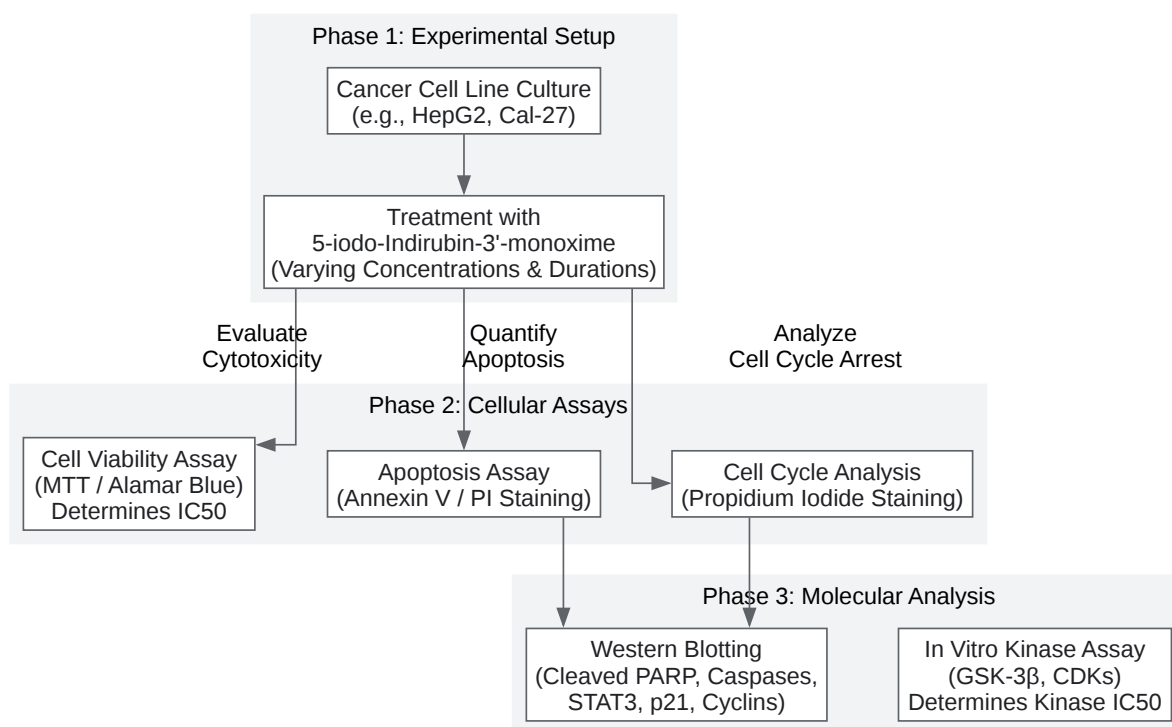 Phase 1: Experimental Setup
Cancer Cell Line Culture
(e.g., HepG2, Cal-27)
Treatment with
5-iodo-Indirubin-3'-monoxime
(Varying Concentrations & Durations)
Evaluate
Cytotoxicity
Quantify
Apoptosis
Analyze
Cell Cycle Arrest
Phase 2: Cellular Assays
Cell Viability Assay
(MTT / Alamar Blue)
Determines IC50
Apoptosis Assay
(Annexin V / PI Staining)
Cell Cycle Analysis
(Propidium Iodide Staining)
Phase 3: Molecular Analysis
Western Blotting
(Cleaved PARP, Caspases,
STAT3, p21, Cyclins)
In Vitro Kinase Assay
(GSK-3β, CDKs)
Determines Kinase IC50